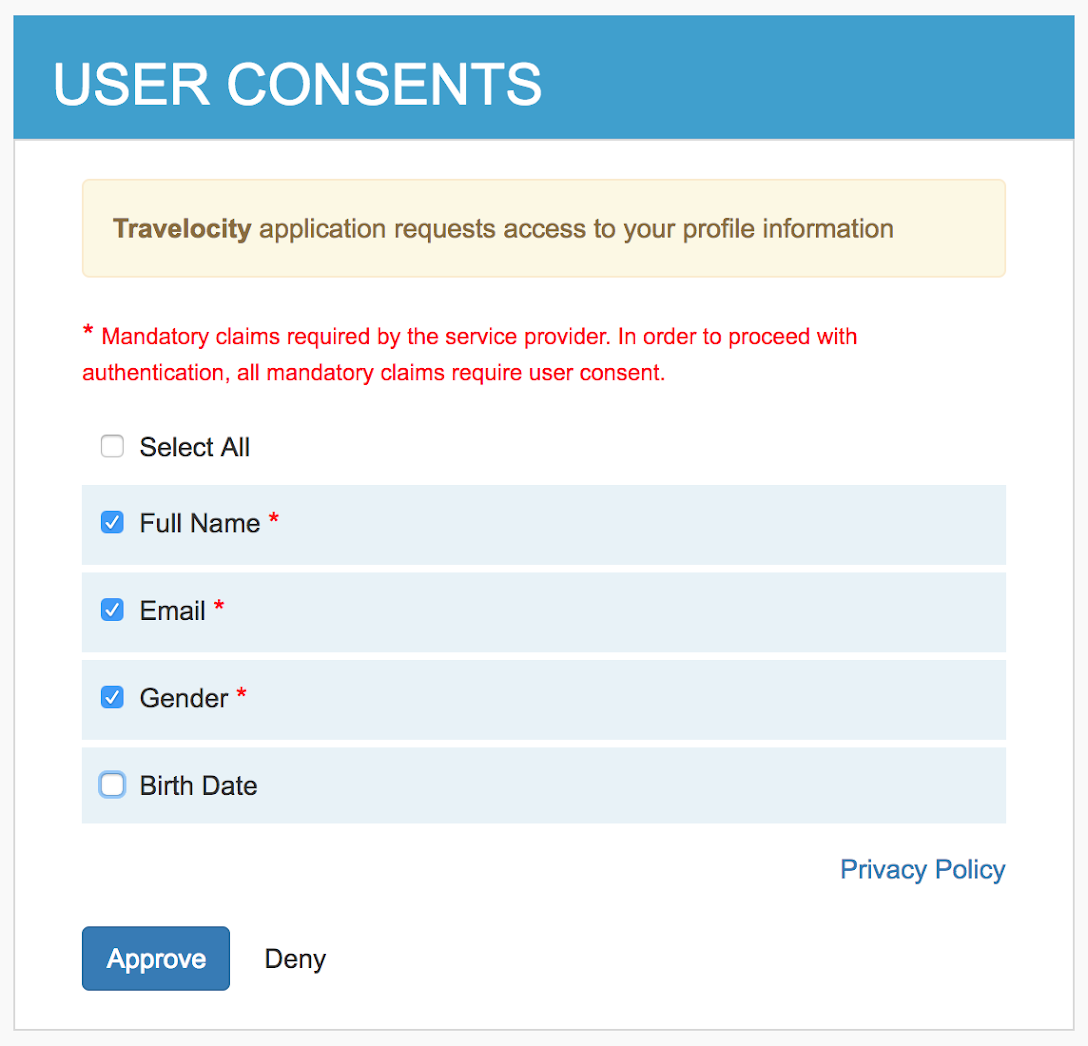 USER CONSENTS
Travelocity application requests access to your profile information
* Mandatory claims required by the service provider. In order to proceed with
authentication, all mandatory claims require user consent.
Select All
Full Name *
Email *
Gender *
Birth Date
Privacy Policy
Approve Deny